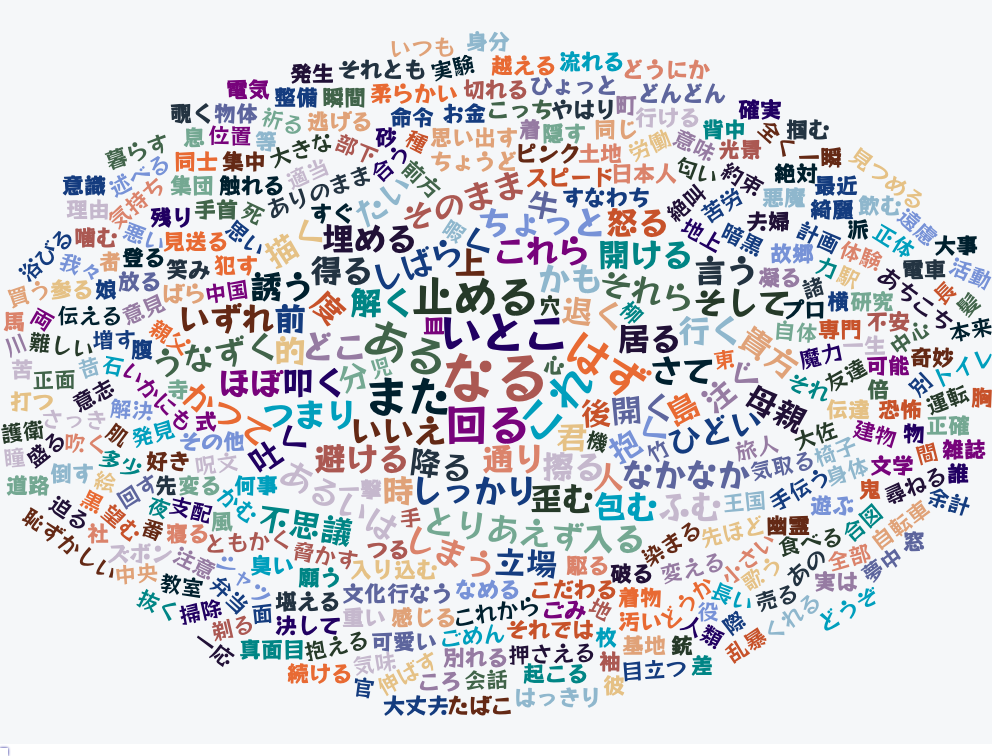 いつも 身分
発生 それとも 実験 越える 流れる どうにか
電気 整備 瞬間 柔らかい 切れる ひょっと どんどん
覗く 物体 祈る 逃げる 命令 お金 こっち やはり 町 行ける 確実
息 位置 等 砂 種 思い出す 着 隠す 同じ 労働 背中 全く 掴む
暮らす 同士 集中 大きな 部下 合う ちょうど ピンク 土地 意味 光景 一瞬 見つめる
意識 述べる 集団 触れる 適当 前方 スピード 日本人 匂い 約束 絶対 最近
理由 気持ち 残り 手首 死 ありのまま すぐ たい そのまま 牛 すなわち 絶望 苦労 悪魔 綺麗 飲む 遠慮
浴びる 噛む 悪い 見送る 思い 描く 埋める 暇 しばらく ちょっと 怒る 地上 暗黒 夫婦 計画 派 正体 大事
我々 者 登る 笑み 犯す 得る 上 これら 開ける 言う 故郷 体験 電車 活動
買う 参る 娘 放る ばら 中国 誘う 度 解く 止める 穴 かも それら そして 凝る 力 駅 諸 あちこち 長
馬 両 伝える 意見 いずれ 前 ある 皿 いとこ 退く 柳 居る 行く プロ 横 研究 不安 中心 髪 本来
川 難しい 増す 腹 親父 うなずく 的 どこ 児 心 はず さて 東 貴方 自体 専門 一生 魔力 友達 可能 奇妙 トイレ
苦 正面 昔 石 いかにも 寺 ほぼ 叩く 分 また なる これ 島 注ぐ 母親 それ 倍 別 運転 胸
打つ さっき 意志 解決 式 かつて つまり いいえ 回る 君 後 開く ひどい 伝達 恐怖 正確
護衛 盛る 吹く 肌 発見 その他 吐く 避ける 降る 通り 擦る 機 抱く 竹 旅人 大佐 建物 物 間 雑誌
瞳 道路 倒す 多少 好き 呪文 ある 一撃 時 しっかり 歪む 人 なかなか 気取る 椅子 身体 文学 尋ねる 誰
迫る 黒 絵 回す 先 変る 何事 かむ 不思議 いは 手 とりあえず 包む ふむ 王国 手伝う 遊ぶ 鬼 余計
恥ずかしい 社 望む 番 夜 支配 風 入る 染まる 先ほど 幽霊 合図 自転車 窓
ズボン 注意 寝る ともかく 脅かす つる しまう 立場 駆る 変える 小さい 食べる あの 全部 夢中
中央 教室 弁当 ジャン 臭い 願う 入り込む 破る 歌う 実は
抜く 掃除 面 堪える 文化 行なう なめる こだわる 着物 どうか 長い 売る くれる どうぞ
剃る 決して 重い 感じる これから ごみ 地 汚い 役 際
一応 真面目 抱える 可愛い ごめん それでは 枚 基地 銃 人類 乱暴
続ける 気味 別れる 押さえる 袖 目立つ 差
官 伸ばす ころ 会話 起こる 彼
大丈夫 たばこ はっきり